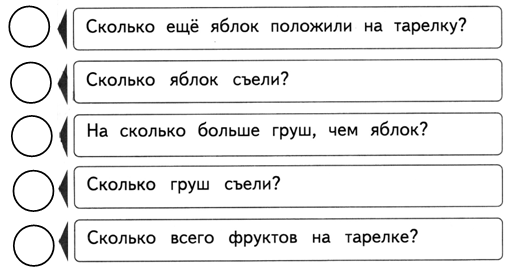 Сколько ещё яблок положили на тарелку?
Сколько яблок съели?
На сколько больше груш, чем яблок?
Сколько груш съели?
Сколько всего фруктов на тарелке?